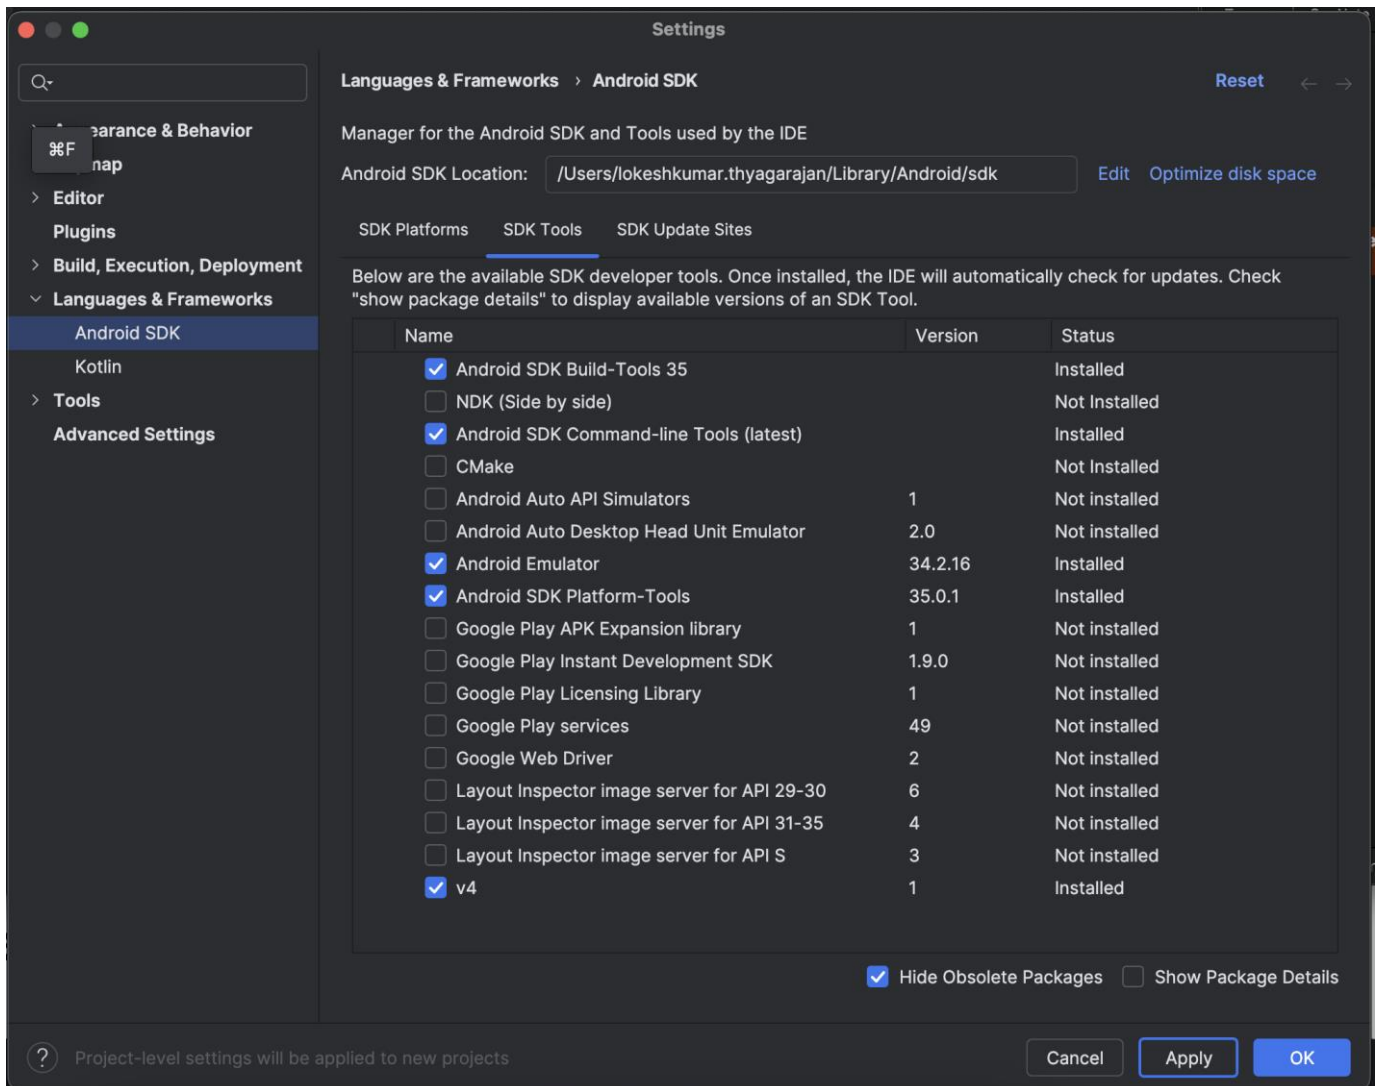 Settings
Languages & Frameworks › Android SDK
Reset
earance & Behavior
⌘F
map
Editor
Plugins
Build, Execution, Deployment
Languages & Frameworks
Android SDK
Kotlin
Tools
Advanced Settings
Manager for the Android SDK and Tools used by the IDE
Android SDK Location: /Users/lokeshkumar.thyagarajan/Library/Android/sdk Edit Optimize disk space
SDK Platforms SDK Tools SDK Update Sites
Below are the available SDK developer tools. Once installed, the IDE will automatically check for updates. Check
"show package details" to display available versions of an SDK Tool.
Name Version Status
Android SDK Build-Tools 35 Installed
NDK (Side by side) Not Installed
Android SDK Command-line Tools (latest) Installed
CMake Not Installed
Android Auto API Simulators 1 Not installed
Android Auto Desktop Head Unit Emulator 2.0 Not installed
Android Emulator 34.2.16 Installed
Android SDK Platform-Tools 35.0.1 Installed
Google Play APK Expansion library 1 Not installed
Google Play Instant Development SDK 1.9.0 Not installed
Google Play Licensing Library 1 Not installed
Google Play services 49 Not installed
Google Web Driver 2 Not installed
Layout Inspector image server for API 29-30 6 Not installed
Layout Inspector image server for API 31-35 4 Not installed
Layout Inspector image server for API S 3 Not installed
v4 1 Installed
Hide Obsolete Packages Show Package Details
? Project-level settings will be applied to new projects
Cancel Apply OK